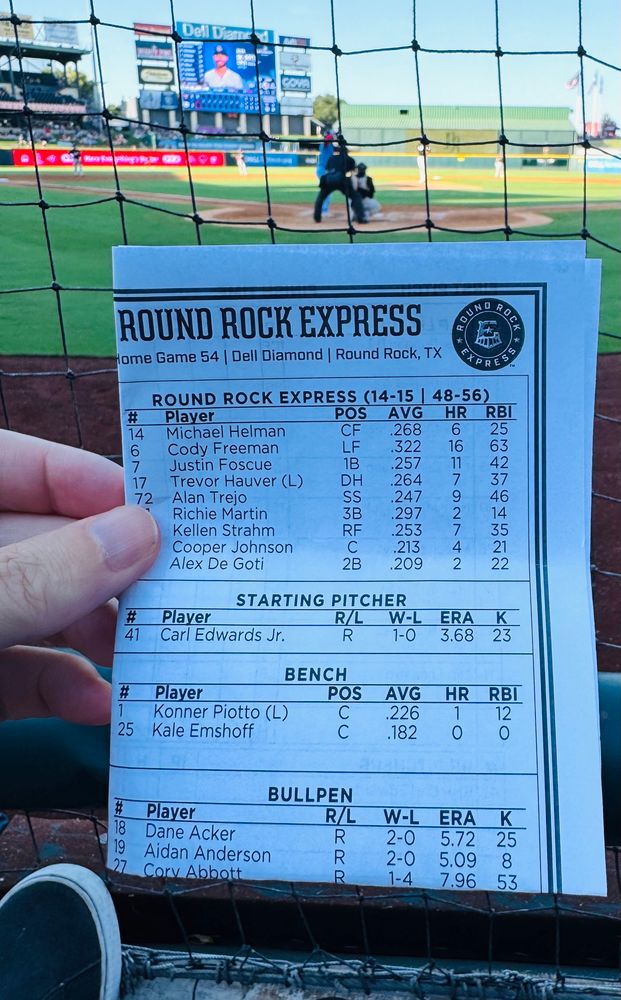 Dell Diamond
GOYA
ROUND ROCK EXPRESS
ome Game 54 | Dell Diamond | Round Rock, TX
ROUND ROCK EXPRESS
ROUND ROCK EXPRESS (14-15 | 48-56)
# Player POS AVG HR RBI
14 Michael Helman CF .268 6 25
6 Cody Freeman LF .322 16 63
7 Justin Foscue 1B .257 11 42
17 Trevor Hauver (L) DH .264 7 37
72 Alan Trejo SS .247 9 46
Richie Martin 3B .297 2 14
Kellen Strahm RF .253 7 35
Cooper Johnson C .213 4 21
Alex De Goti 2B .209 2 22
STARTING PITCHER
# Player R/L W-L ERA K
41 Carl Edwards Jr. R 1-0 3.68 23
BENCH
# Player POS AVG HR RBI
1 Konner Piotto (L) C .226 1 12
25 Kale Emshoff C .182 0 0
BULLPEN
# Player R/L W-L ERA K
18 Dane Acker R 2-0 5.72 25
19 Aidan Anderson R 2-0 5.09 8
27 Cory Abbott R 1-4 7.96 53